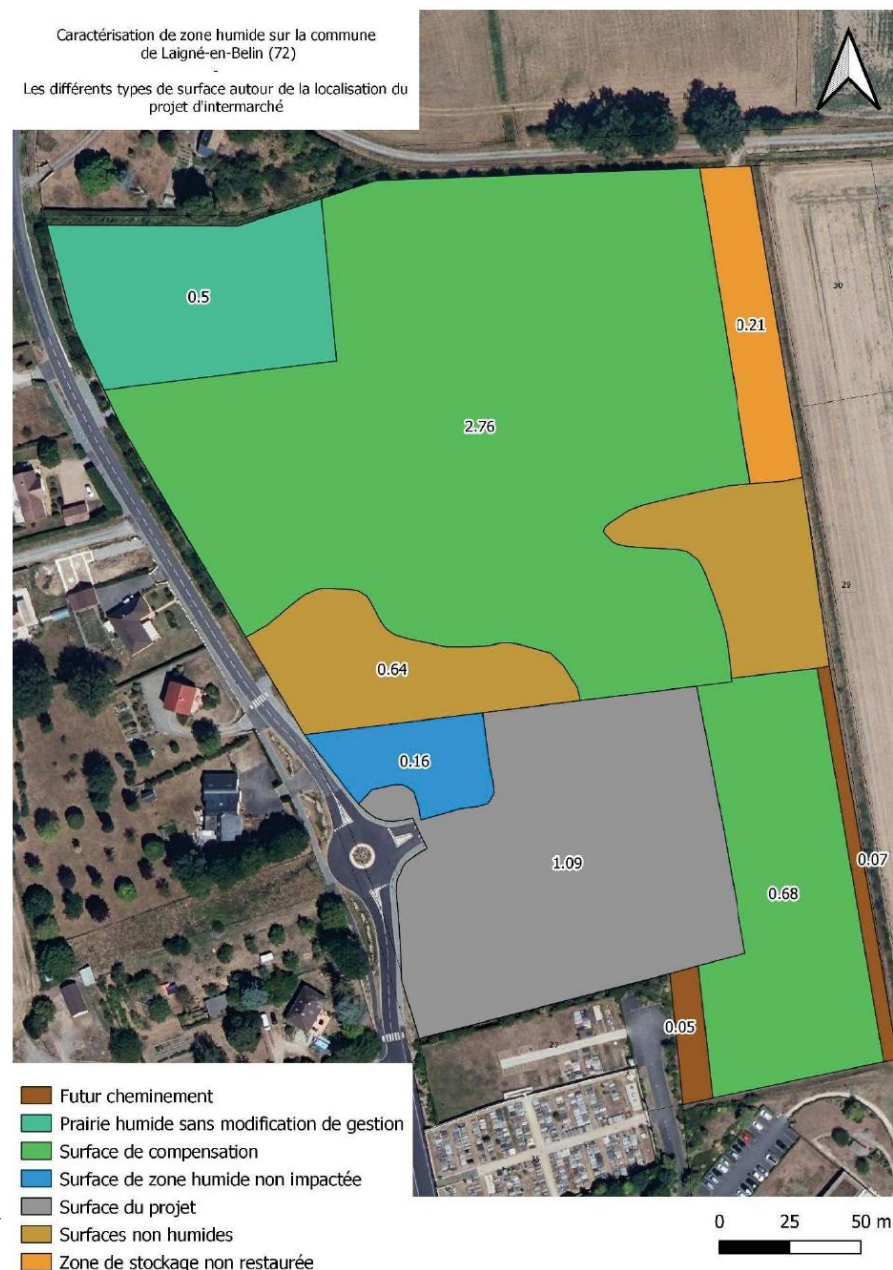 Caractérisation de zone humide sur la commune
de Laigné-en-Belin (72)
-
Les différents types de surface autour de la localisation du
projet d'intermarché
0.5
0.21
30
2.76
29
0.64
0.16
1.09
0.68
0.07
0.05
27
Futur cheminement
Prairie humide sans modification de gestion
Surface de compensation
Surface de zone humide non impactée
Surface du projet
Surfaces non humides
Zone de stockage non restaurée
0 25 50 m